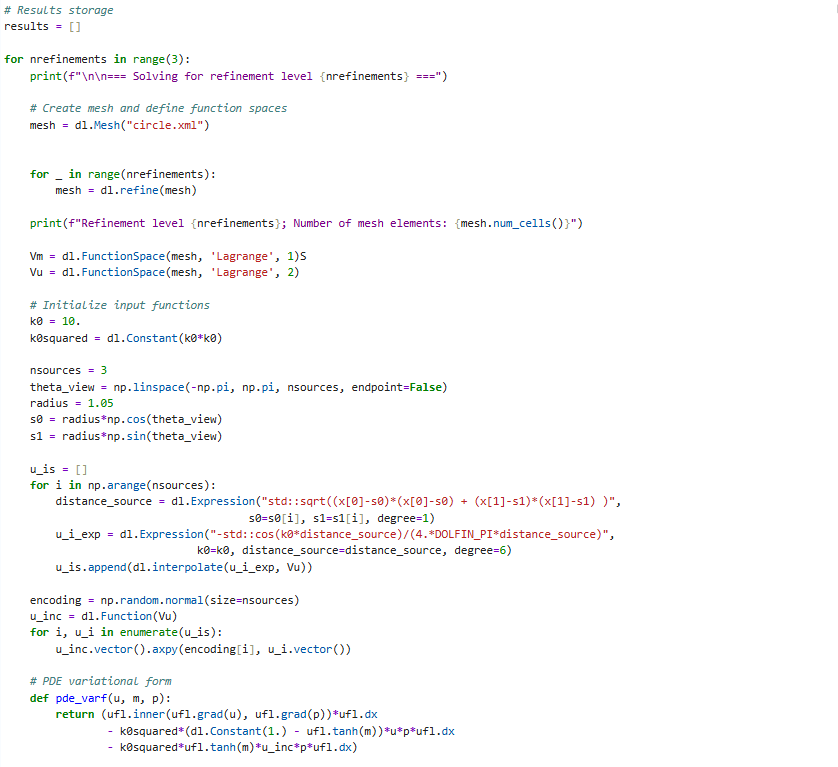 # Results storage
results = []
for nrefinements in range(3):
print(f"\n\n=== Solving for refinement level {nrefinements} ===")
# Create mesh and define function spaces
mesh = dl.Mesh("circle.xml")
for _ in range(nrefinements):
mesh = dl.refine(mesh)
print(f"Refinement level {nrefinements}; Number of mesh elements: {mesh.num_cells()}")
Vm = dl.FunctionSpace(mesh, 'Lagrange', 1)S
Vu = dl.FunctionSpace(mesh, 'Lagrange', 2)
# Initialize input functions
k0 = 10.
k0squared = dl.Constant(k0*k0)
nsources = 3
theta_view = np.linspace(-np.pi, np.pi, nsources, endpoint=False)
radius = 1.05
s0 = radius*np.cos(theta_view)
s1 = radius*np.sin(theta_view)
u_is = []
for i in np.arange(nsources):
distance_source = dl.Expression("std::sqrt((x[0]-s0)*(x[0]-s0) + (x[1]-s1)*(x[1]-s1) )",
s0=s0[i], s1=s1[i], degree=1)
u_i_exp = dl.Expression("-std::cos(k0*distance_source)/(4.*DOLFIN_PI*distance_source)",
k0=k0, distance_source=distance_source, degree=6)
u_is.append(dl.interpolate(u_i_exp, Vu))
encoding = np.random.normal(size=nsources)
u_inc = dl.Function(Vu)
for i, u_i in enumerate(u_is):
u_inc.vector().axpy(encoding[i], u_i.vector())
# PDE variational form
def pde_varf(u, m, p):
return (ufl.inner(ufl.grad(u), ufl.grad(p))*ufl.dx
- k0squared*(dl.Constant(1.) - ufl.tanh(m))*u*p*ufl.dx
- k0squared*ufl.tanh(m)*u_inc*p*ufl.dx)